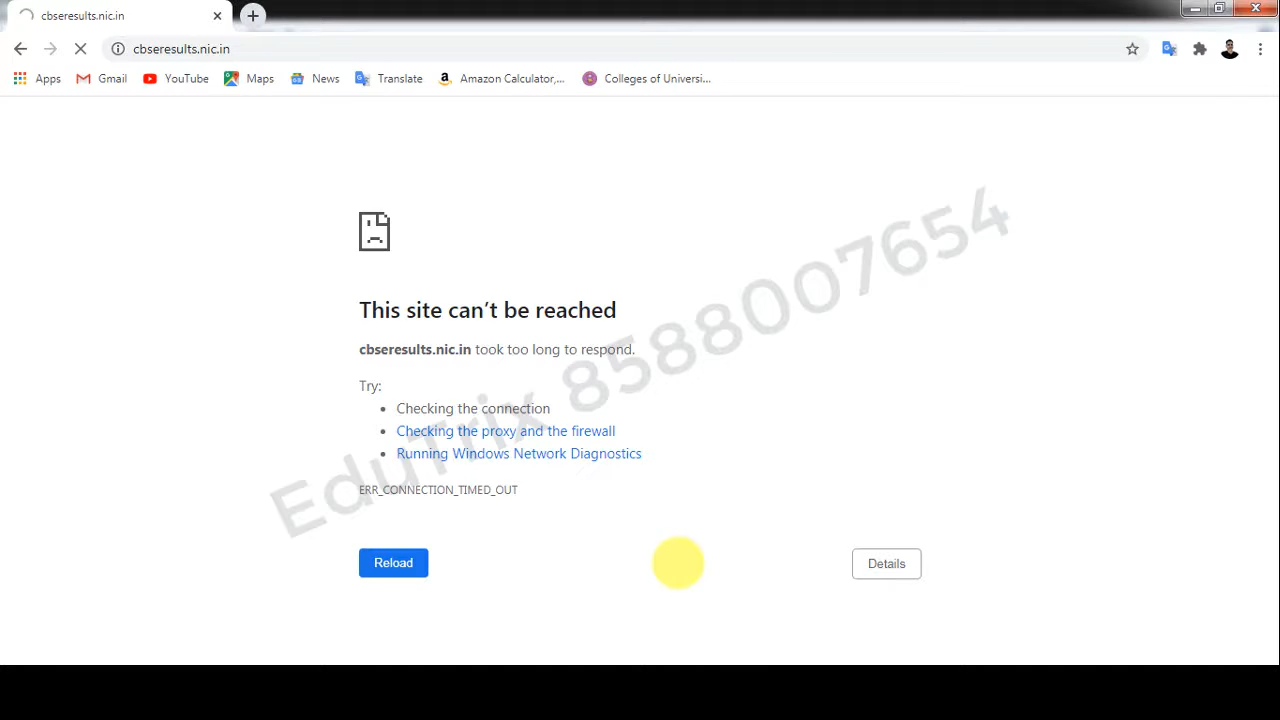 cbseresults.nic.in
cbseresults.nic.in
Apps Gmail YouTube Maps News Translate Amazon Calculator,... Colleges of Universi...
This site can’t be reached
cbseresults.nic.in took too long to respond.
Try:
Checking the connection
Checking the proxy and the firewall
Running Windows Network Diagnostics
ERR_CONNECTION_TIMED_OUT
Reload Details
EduTrix 8588007654